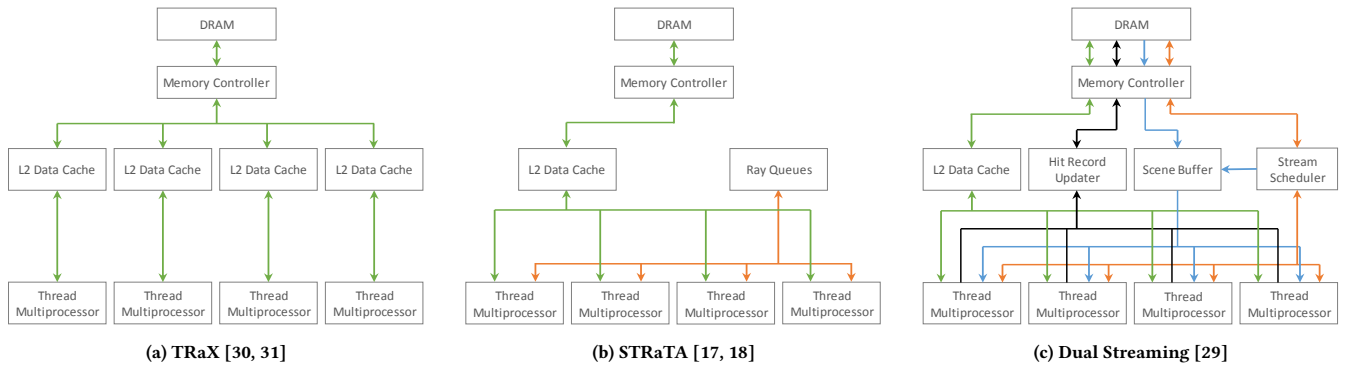 DRAM
Memory Controller
L2 Data Cache
L2 Data Cache
L2 Data Cache
L2 Data Cache
Thread
Multiprocessor
Thread
Multiprocessor
Thread
Multiprocessor
Thread
Multiprocessor
(a) TRaX [30, 31]
DRAM
Memory Controller
L2 Data Cache
Ray Queues
Thread
Multiprocessor
Thread
Multiprocessor
Thread
Multiprocessor
Thread
Multiprocessor
(b) STRaTA [17, 18]
DRAM
Memory Controller
L2 Data Cache
Hit Record
Updater
Scene Buffer
Stream
Scheduler
Thread
Multiprocessor
Thread
Multiprocessor
Thread
Multiprocessor
Thread
Multiprocessor
(c) Dual Streaming [29]